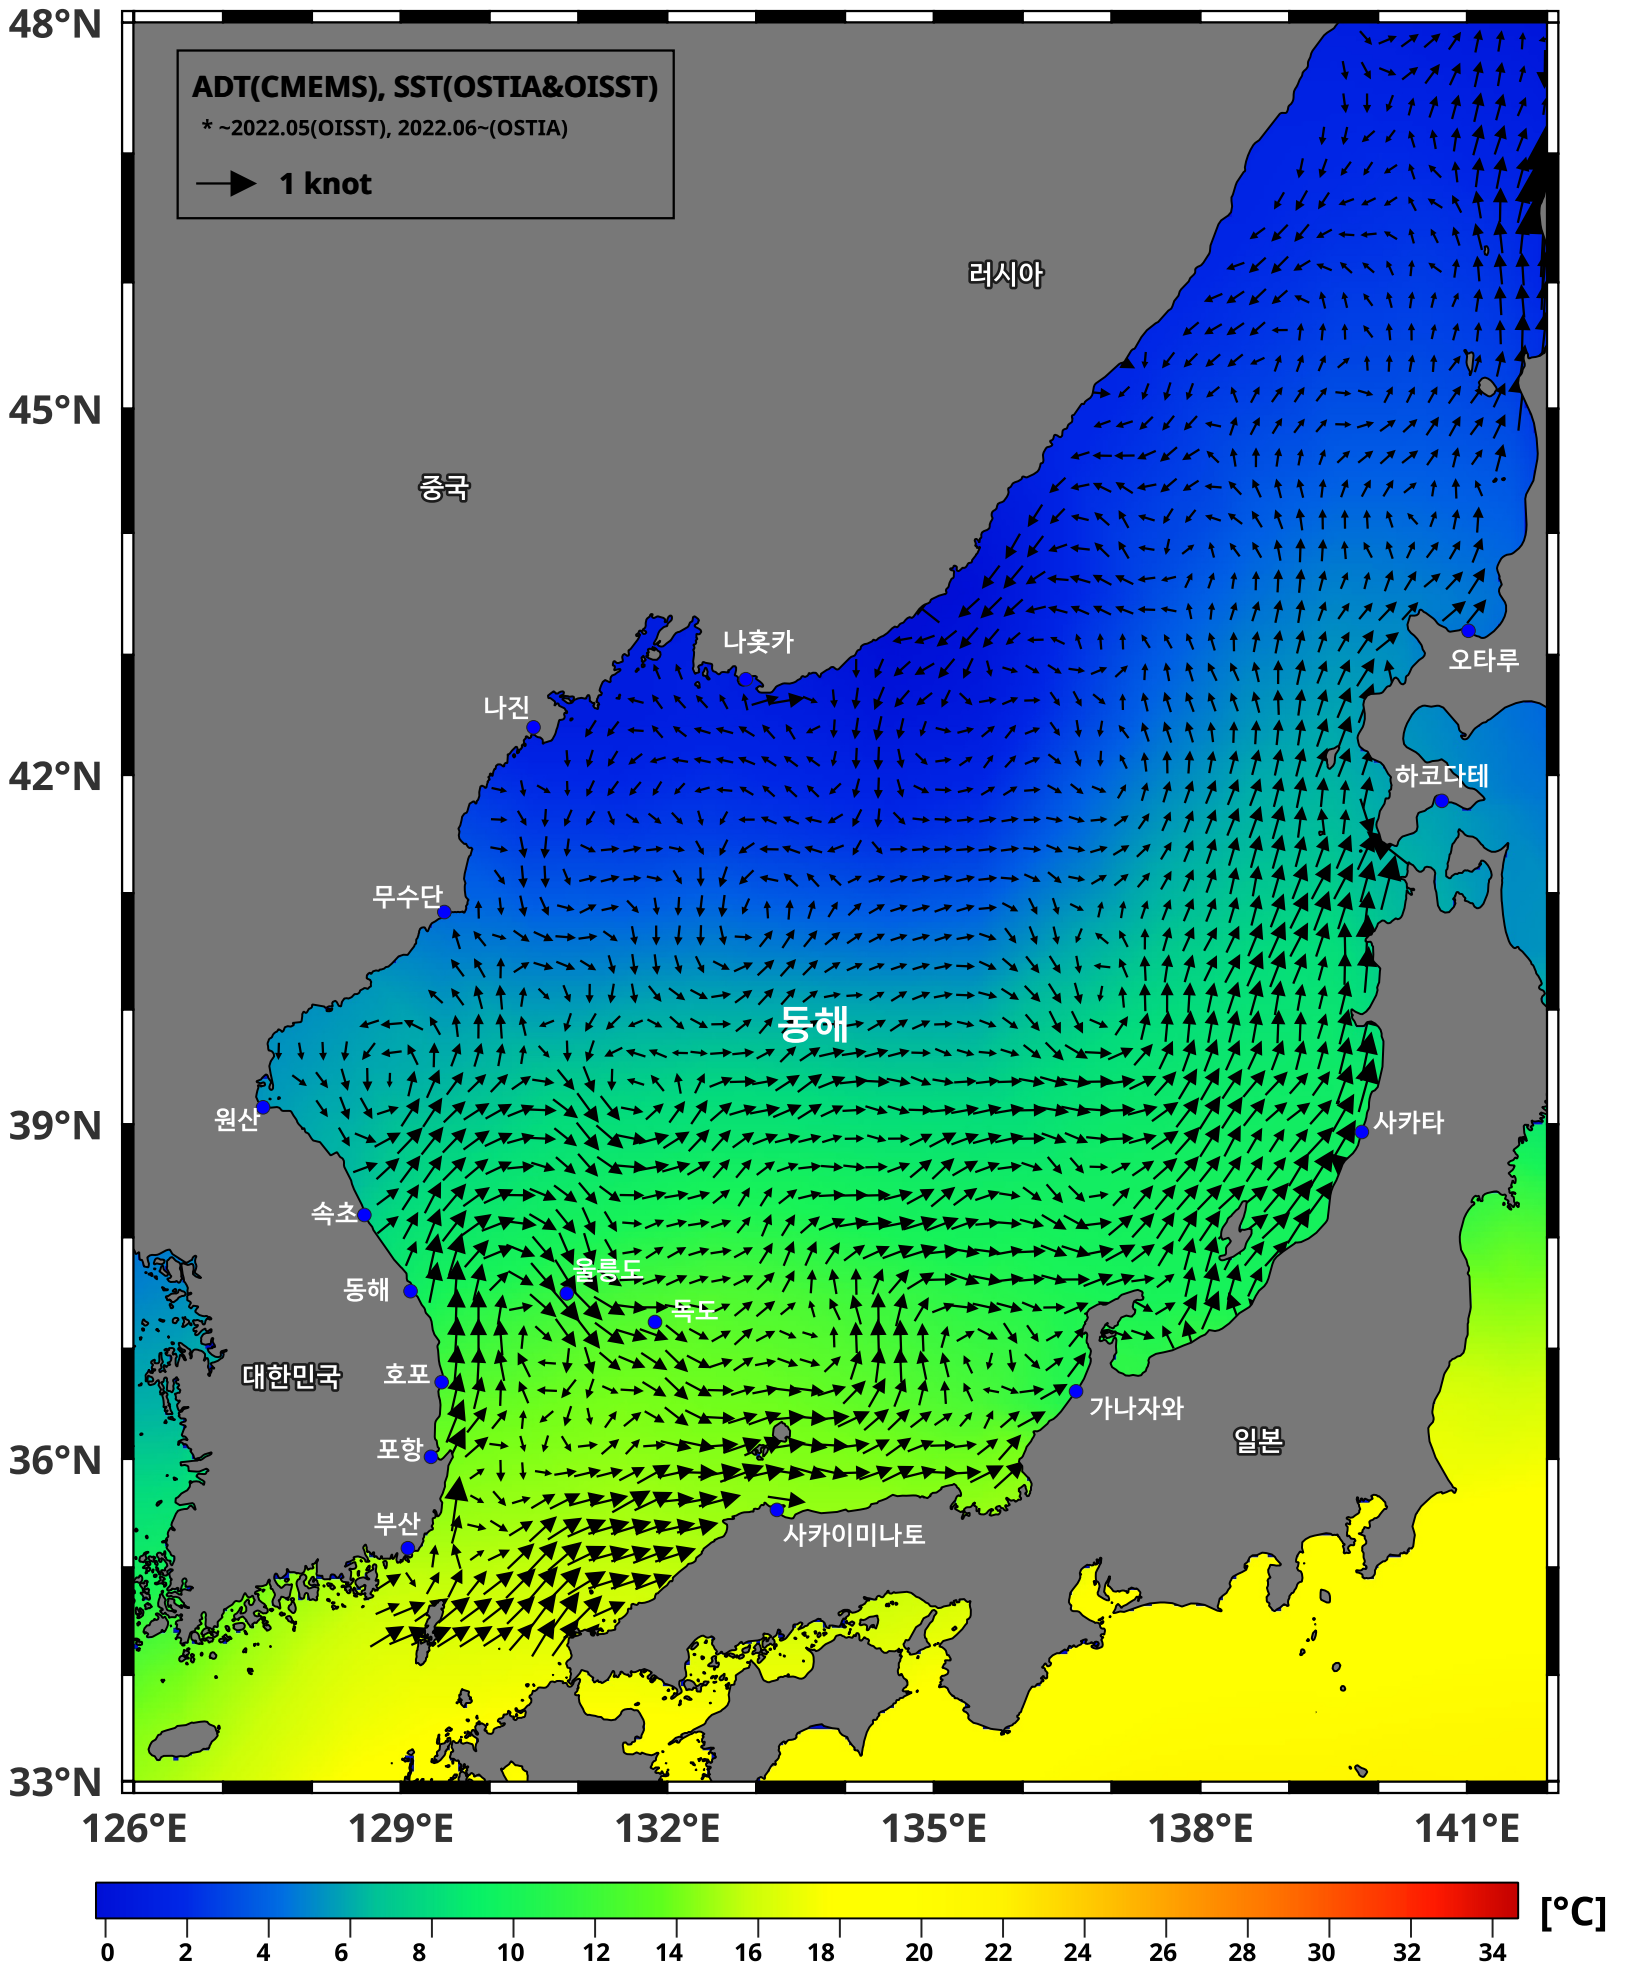 48°N
ADT(CMEMS), SST(OSTIA&OISST)
* ~2022.05(OISST), 2022.06~(OSTIA)
1 knot
러시아
45°N
중국
나홋카
오타루
나진
42°N
하코다테
무수단
동해
39°N
원산
사카타
속초
울릉도
동해
독도
대한민국
호포
가나자와
36°N
포항
일본
부산
사카이미나토
33°N
126°E 129°E 132°E 135°E 138°E 141°E
[°C]
0 2 4 6 8 10 12 14 16 18 20 22 24 26 28 30 32 34